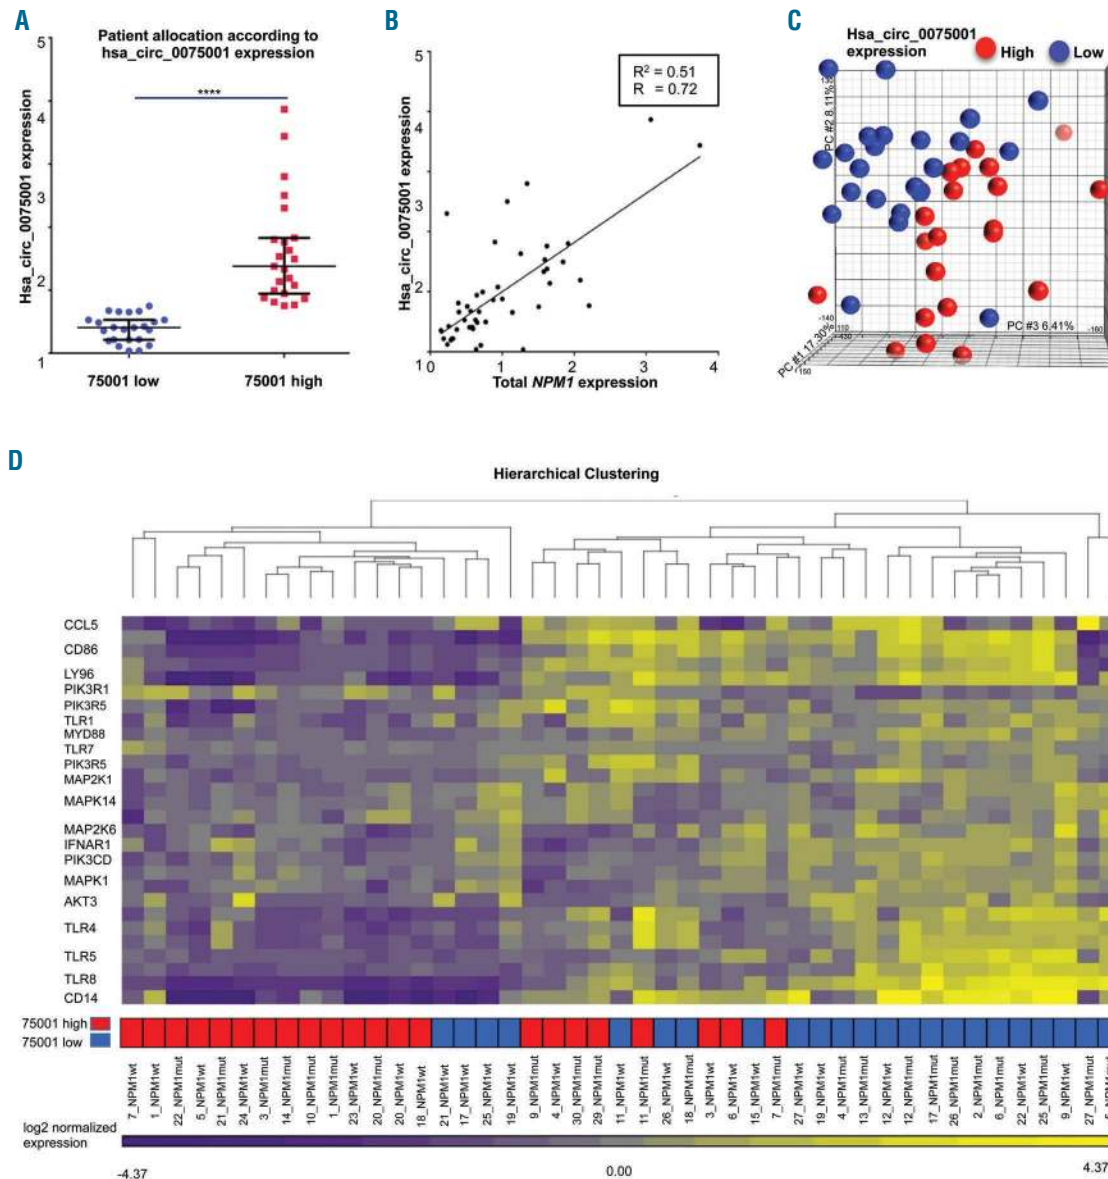 A
Patient allocation according to
hsa_circ_0075001 expression
****
Hsa_circ_0075001 expression
5
4
3
2
1
75001 low
75001 high
B
R² = 0.51
R = 0.72
Hsa_circ_0075001 expression
5
4
3
2
1
0
1
2
3
4
Total NPM1 expression
C
Hsa_circ_0075001
expression
High
Low
PC #2 8.11%
PC #3 6.41%
PC #1 17.30%
-140
-160
D
Hierarchical Clustering
CCL5
CD86
LY96
PIK3R1
PIK3R5
TLR1
MYD88
TLR7
PIK3R5
MAP2K1
MAPK14
MAP2K6
IFNAR1
PIK3CD
MAPK1
AKT3
TLR4
TLR5
TLR8
CD14
75001 high
75001 low
7_NPM1wt
1_NPM1wt
22_NPM1mut
5_NPM1wt
21_NPM1mut
24_NPM1wt
3_NPM1mut
14_NPM1mut
10_NPM1mut
1_NPM1mut
23_NPM1wt
20_NPM1mut
20_NPM1wt
18_NPM1wt
21_NPM1wt
17_NPM1wt
25_NPM1wt
19_NPM1wt
9_NPM1mut
4_NPM1wt
30_NPM1mut
29_NPM1mut
11_NPM1wt
11_NPM1mut
26_NPM1wt
18_NPM1mut
3_NPM1wt
6_NPM1wt
15_NPM1wt
7_NPM1mut
27_NPM1wt
19_NPM1wt
4_NPM1mut
13_NPM1mut
12_NPM1wt
12_NPM1mut
17_NPM1mut
26_NPM1mut
2_NPM1mut
6_NPM1mut
22_NPM1wt
25_NPM1mut
9_NPM1wt
27_NPM1mut
log2 normalized
expression
-4.37
0.00
4.37